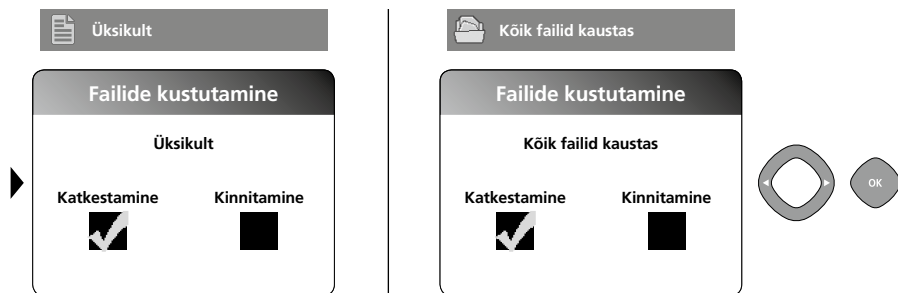 Üksikult
Failide kustutamine
Üksikult
Katkestamine Kinnitamine
Kõik failid kaustas
Failide kustutamine
Kõik failid kaustas
Katkestamine Kinnitamine
OK